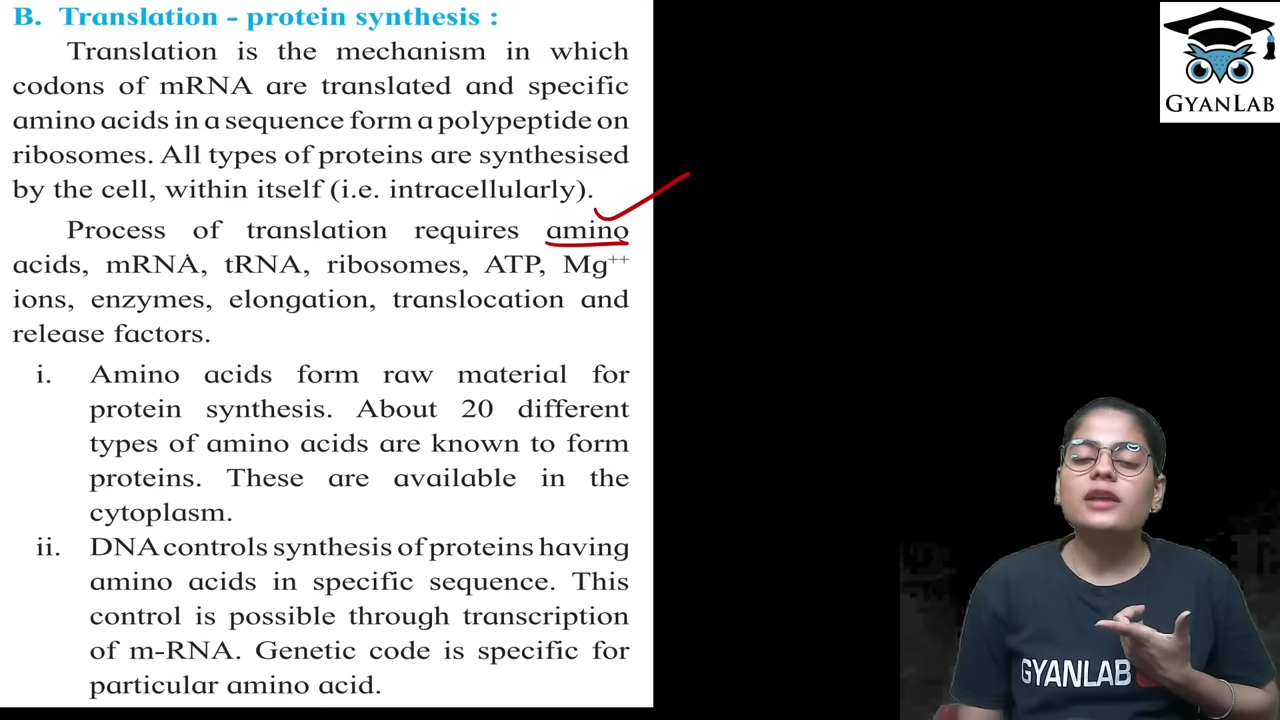 B. Translation - protein synthesis :
Translation is the mechanism in which
codons of mRNA are translated and specific
amino acids in a sequence form a polypeptide on
ribosomes. All types of proteins are synthesised
by the cell, within itself (i.e. intracellularly).
Process of translation requires amino
acids, mRNA, tRNA, ribosomes, ATP, Mg⁺⁺
ions, enzymes, elongation, translocation and
release factors.
i. Amino acids form raw material for
protein synthesis. About 20 different
types of amino acids are known to form
proteins. These are available in the
cytoplasm.
ii. DNA controls synthesis of proteins having
amino acids in specific sequence. This
control is possible through transcription
of m-RNA. Genetic code is specific for
particular amino acid.
GYANLAB
GYANLAB